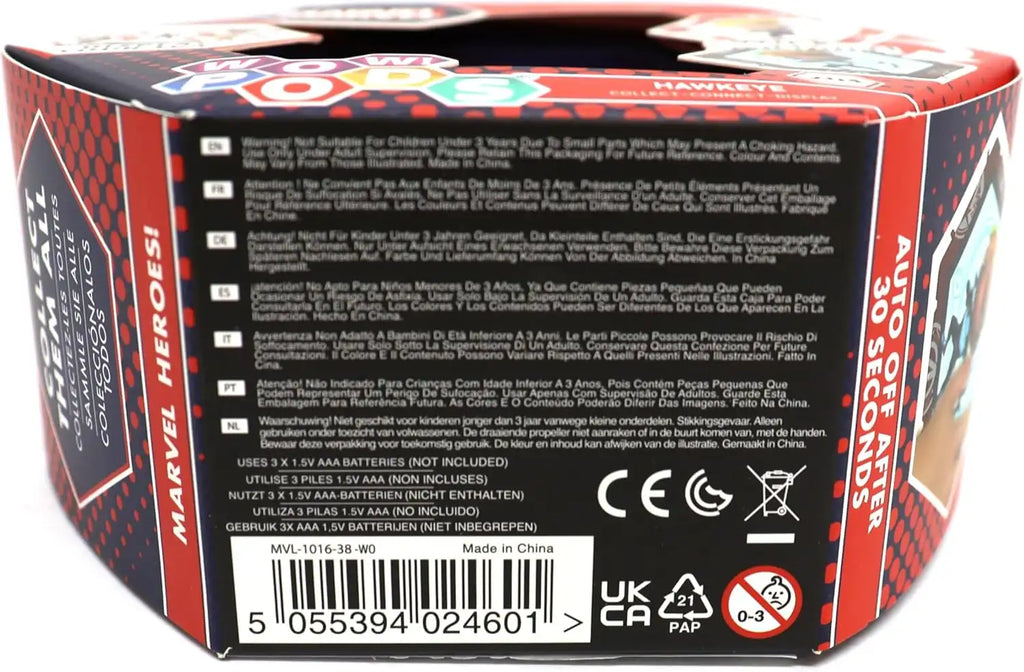 MARVEL
WOW!
PODS
HAWKEYE
COLLECT · CONNECT · DISPLAY
COLLECT
THEM ALL
COLLECTIONNEZ-LES TOUTES
SAMMLE SIE ALLE
COLECCIÓNALOS
TODOS
MARVEL HEROES!
EN
Warning! Not Suitable For Children Under 3 Years Due To Small Parts Which May Present A Choking Hazard.
Use Only Under Adult Supervision. Please Retain This Packaging For Future Reference. Colour And Contents
May Vary From Those Illustrated. Made in China.
FR
Attention ! Ne Convient Pas Aux Enfants De Moins De 3 Ans. Présence De Petits Éléments Présentant Un
Risque De Suffocation Si Avalés. Ne Pas Utiliser Sans La Surveillance D'un Adulte. Conserver Cet Emballage
Pour Référence Ultérieure. Les Couleurs Et Contenus Peuvent Différer De Ceux Qui Sont Illustrés. Fabriqué
En Chine.
DE
Achtung! Nicht Für Kinder Unter 3 Jahren Geeignet, Da Kleinteile Enthalten Sind, Die Eine Erstickungsgefahr
Darstellen Können. Nur Unter Aufsicht Eines Erwachsenen Verwenden. Bitte Bewahre Diese Verpackung Zum
Späteren Nachlesen Auf. Farbe Und Lieferumfang Können Von Der Abbildung Abweichen. In China
Hergestellt.
ES
¡atención! No Apto Para Niños Menores De 3 Años, Ya Que Contiene Piezas Pequeñas Que Pueden
Ocasionar Un Riesgo De Asfixia. Usar Solo Bajo La Supervisión De Un Adulto. Guarda Esta Caja Para Poder
Consultarla En El Futuro. Los Colores Y Los Contenidos Pueden Ser Diferentes De Los Que Aparecen En La
Ilustración. Hecho En China.
IT
Avvertenza Non Adatto A Bambini Di Età Inferiore A 3 Anni. Le Parti Piccole Possono Provocare Il Rischio Di
Soffocamento. Usare Solo Sotto La Supervisione Di Un Adulto. Conservare Questa Confezione Per Future
Consultazioni. Il Colore E Il Contenuto Possono Variare Rispetto A Quelli Presenti Nelle Illustrazioni. Fatto In
Cina.
PT
Atenção! Não Indicado Para Crianças Com Idade Inferior A 3 Anos, Pois Contém Peças Pequenas Que
Podem Representar Um Perigo De Sufocação. Usar Apenas Com Supervisão De Adultos. Guarde Esta
Embalagem Para Referência Futura. As Cores E O Conteúdo Poderão Diferir Das Imagens. Feito Na China.
NL
Waarschuwing! Niet geschikt voor kinderen jonger dan 3 jaar vanwege kleine onderdelen. Stikkingsgevaar. Alleen
gebruiken onder toezicht van volwassenen. De draaiende propeller niet aanraken of in de buurt komen van, met de handen.
Bewaar deze verpakking voor toekomstig gebruik. De kleur en inhoud kan afwijken van de illustratie. Gemaakt in China.
USES 3 X 1.5V AAA BATTERIES (NOT INCLUDED)
UTILISE 3 PILES 1.5V AAA (NON INCLUSES)
NUTZT 3 X 1.5V AAA-BATTERIEN (NICHT ENTHALTEN)
UTILIZA 3 PILAS 1.5V AAA (NO INCLUIDO)
GEBRUIK 3X AAA 1,5V BATTERIJEN (NIET INBEGREPEN)
CE
MVL-1016-38-W0 Made in China
5 055394 024601 >
UK
CA
21
PAP
0-3
AUTO OFF AFTER
30 SECONDS